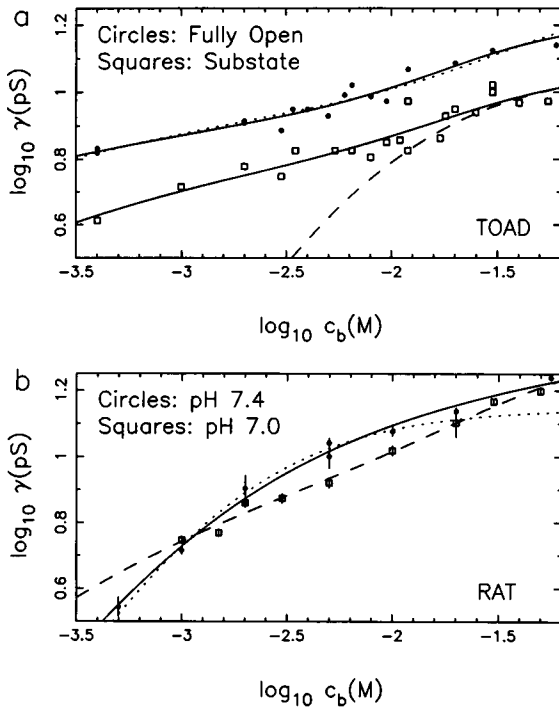 a
Circles: Fully Open
Squares: Substate
TOAD
log₁₀ γ(pS)
0.6 0.8 1 1.2
-3.5 -3 -2.5 -2 -1.5
log₁₀ c_b(M)
b
Circles: pH 7.4
Squares: pH 7.0
RAT
log₁₀ γ(pS)
0.6 0.8 1 1.2
-3.5 -3 -2.5 -2 -1.5
log₁₀ c_b(M)